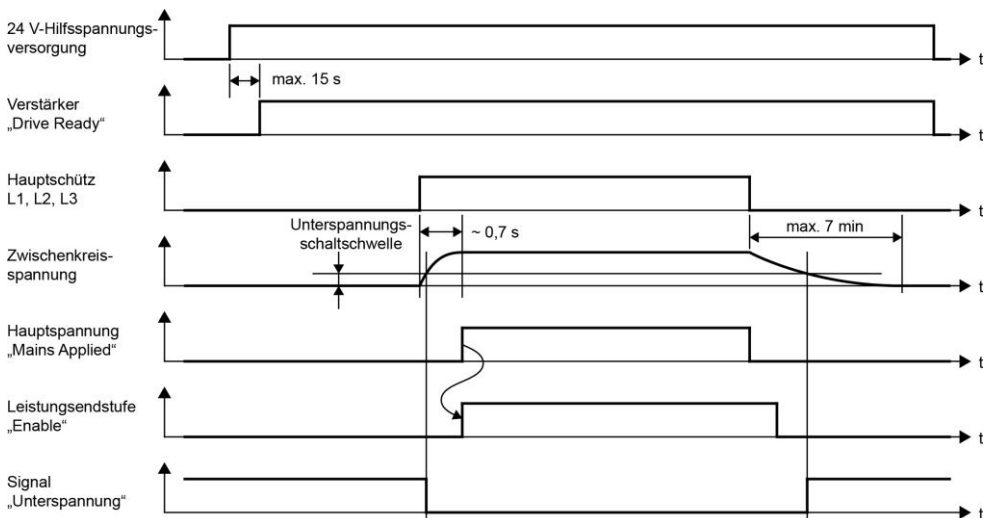 24 V-Hilfsspannungs-
versorgung
t
max. 15 s
Verstärker
„Drive Ready“
t
Hauptschütz
L1, L2, L3
t
Unterspannungs-
schaltschwelle
~ 0,7 s
max. 7 min
Zwischenkreis-
spannung
t
Hauptspannung
„Mains Applied“
t
Leistungsendstufe
„Enable“
t
Signal
„Unterspannung“
t